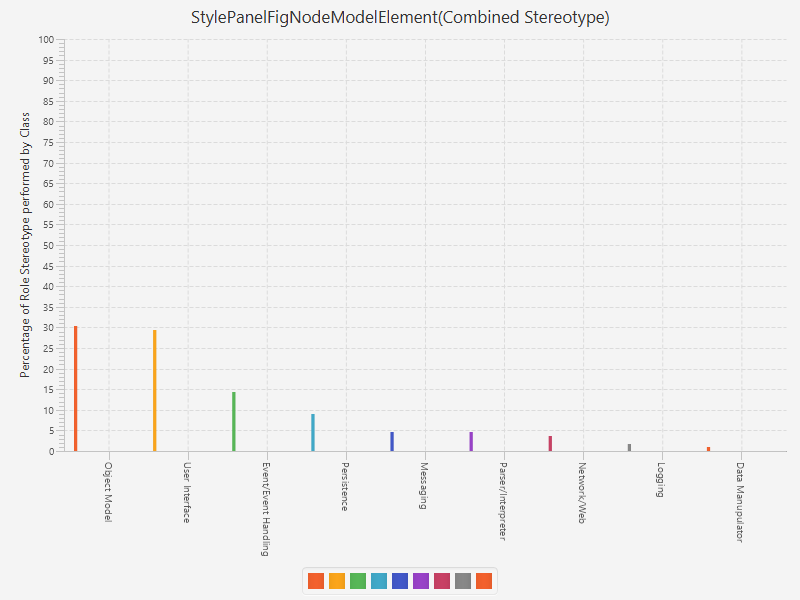 StylePanelFigNodeModelElement(Combined Stereotype)
Percentage of Role Stereotype performed by Class
100
95
90
85
80
75
70
65
60
55
50
45
40
35
30
25
20
15
10
5
0
Object Model
User Interface
Event/Event Handling
Persistence
Messaging
Parser/Interpreter
Network/Web
Logging
Data Manupulator